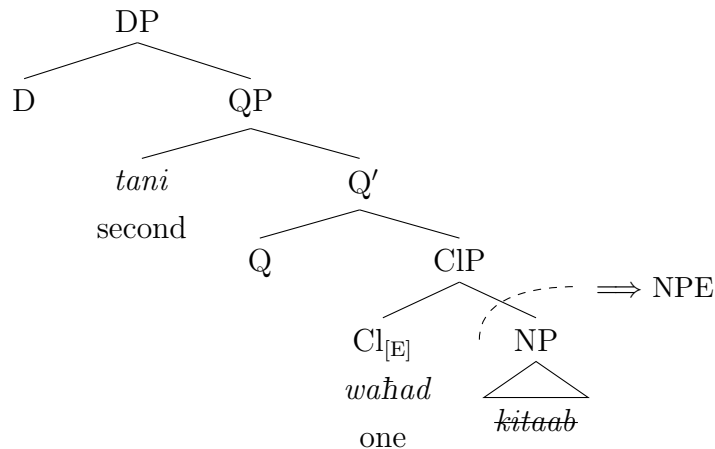 DP
D QP
tani Q′
second
Q ClP
⟹ NPE
Cl[E] NP
waħad kitaab
one